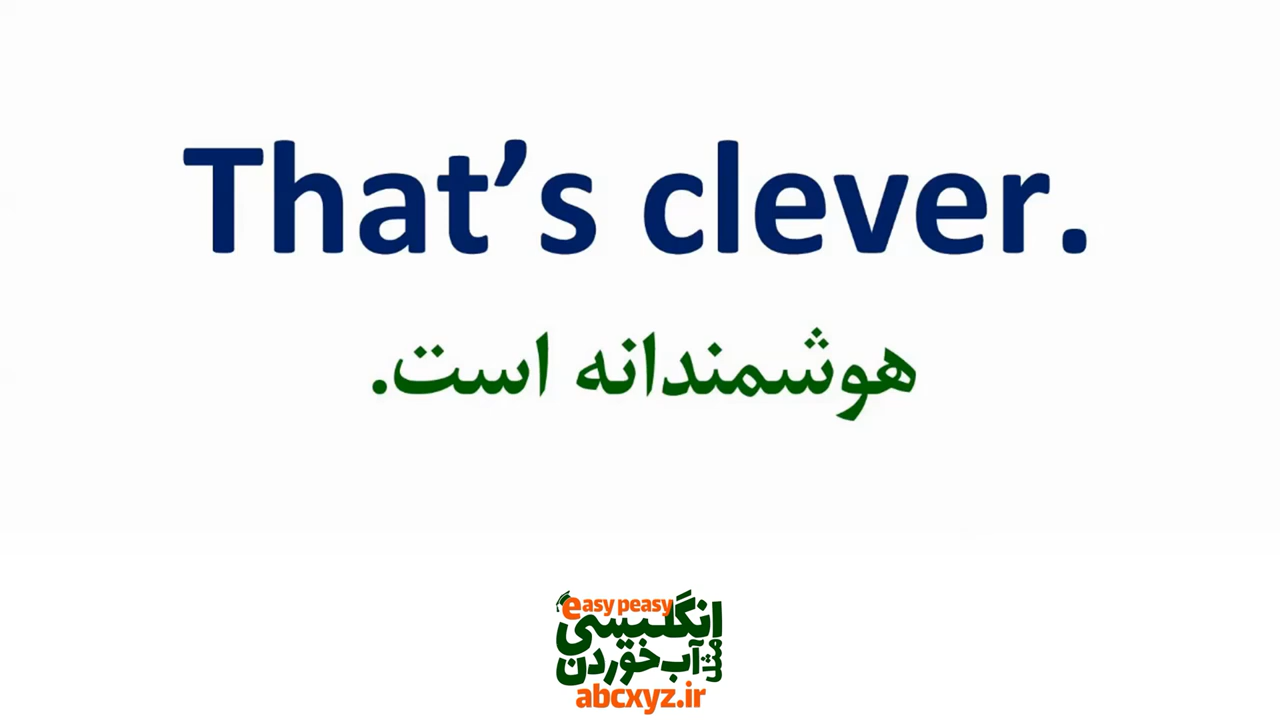 That’s clever.
هوشمندانه است.
easy peasy
انگلیسی
مثل
آب خوردن
abcxyz.ir